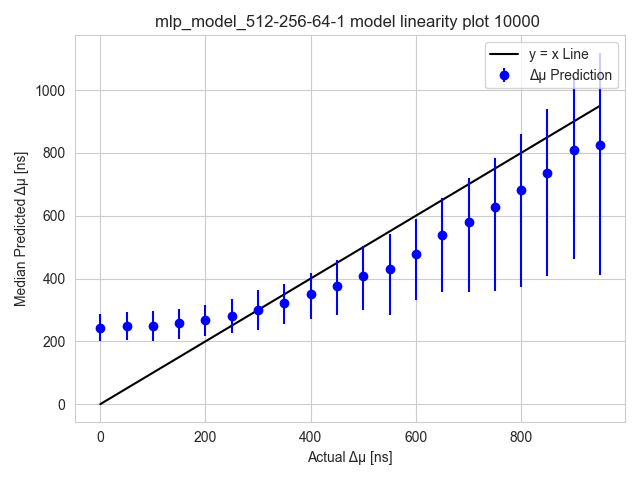 mlp_model_512-256-64-1 model linearity plot 10000
y = x Line
Δμ Prediction
Median Predicted Δμ [ns]
1000
800
600
400
200
0
0 200 400 600 800
Actual Δμ [ns]